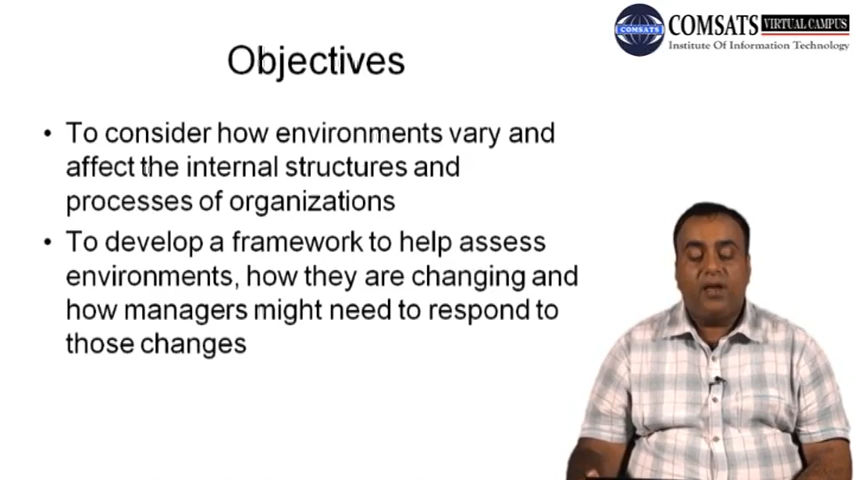 COMSATS VIRTUAL CAMPUS
COMSATS
Institute Of Information Technology
Objectives
• To consider how environments vary and
affect the internal structures and
processes of organizations
• To develop a framework to help assess
environments, how they are changing and
how managers might need to respond to
those changes